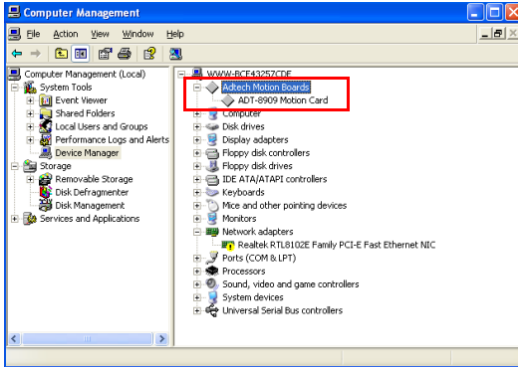 Computer Management
File Action View Window Help
Computer Management (Local)
System Tools
Event Viewer
Shared Folders
Local Users and Groups
Performance Logs and Alerts
Device Manager
Storage
Removable Storage
Disk Defragmenter
Disk Management
Services and Applications
WWW-BCE43257CDE
Adtech Motion Boards
ADT-8909 Motion Card
Computer
Disk drives
Display adapters
Floppy disk controllers
Floppy disk drives
IDE ATA/ATAPI controllers
Keyboards
Mice and other pointing devices
Monitors
Network adapters
Realtek RTL8102E Family PCI-E Fast Ethernet NIC
Ports (COM & LPT)
Processors
Sound, video and game controllers
System devices
Universal Serial Bus controllers